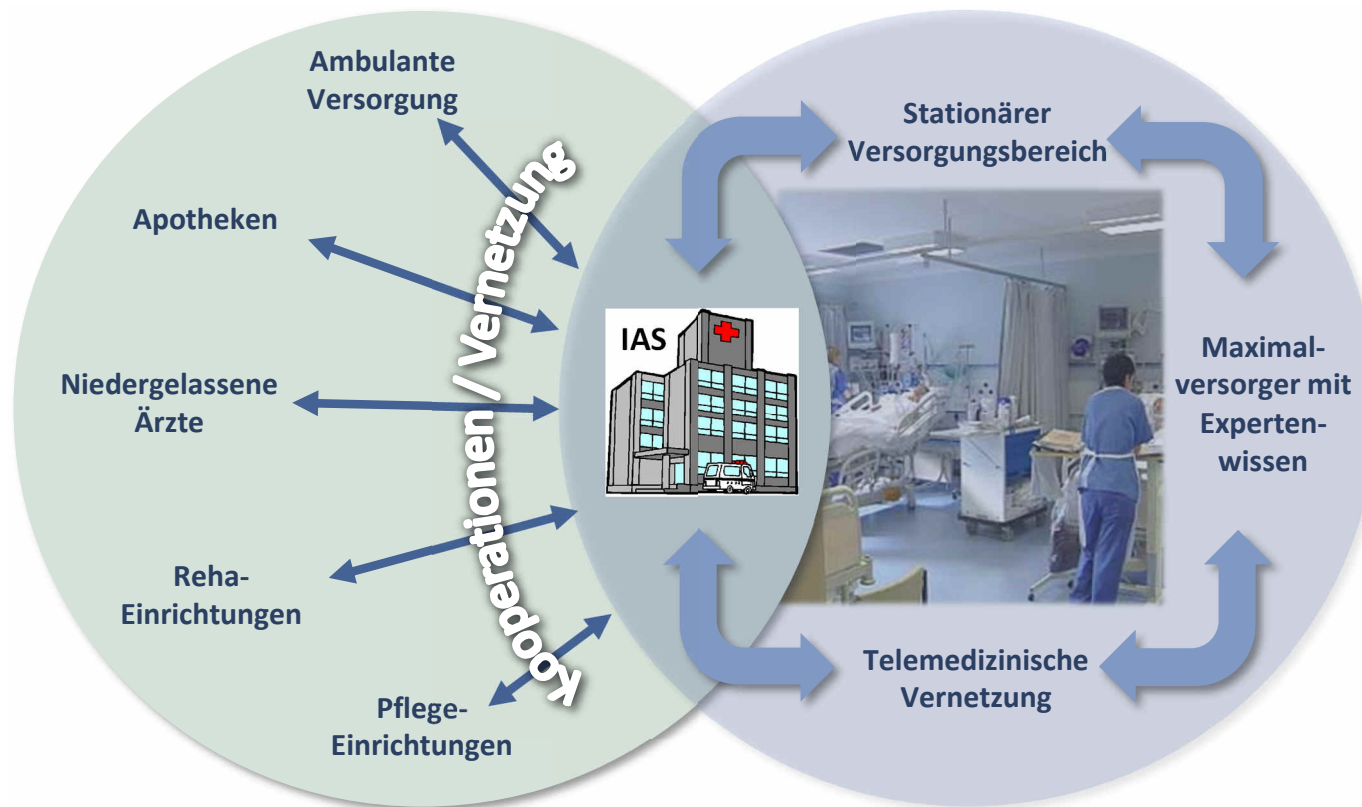 Ambulante
Versorgung
Apotheken
Niedergelassene
Ärzte
Reha-
Einrichtungen
Pflege-
Einrichtungen
Kooperationen / Vernetzung
IAS
Stationärer
Versorgungsbereich
Maximal-
versorger mit
Experten-
wissen
Telemedizinische
Vernetzung